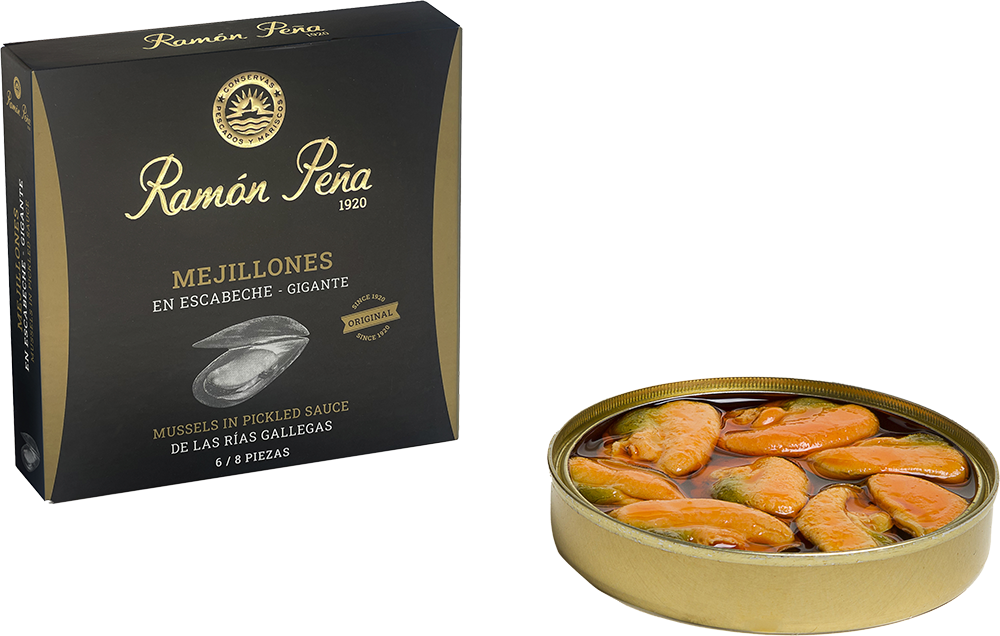 Ramón Peña
1920
CONSERVAS
PESCADOS Y MARISCOS
Ramón Peña
1920
MEJILLONES
EN ESCABECHE - GIGANTE
SINCE 1920
ORIGINAL
SINCE 1920
MUSSELS IN PICKLED SAUCE
DE LAS RÍAS GALLEGAS
6 / 8 PIEZAS
Ramón Peña
MEJILLONES
EN ESCABECHE - GIGANTE
MUSSELS IN PICKLED SAUCE